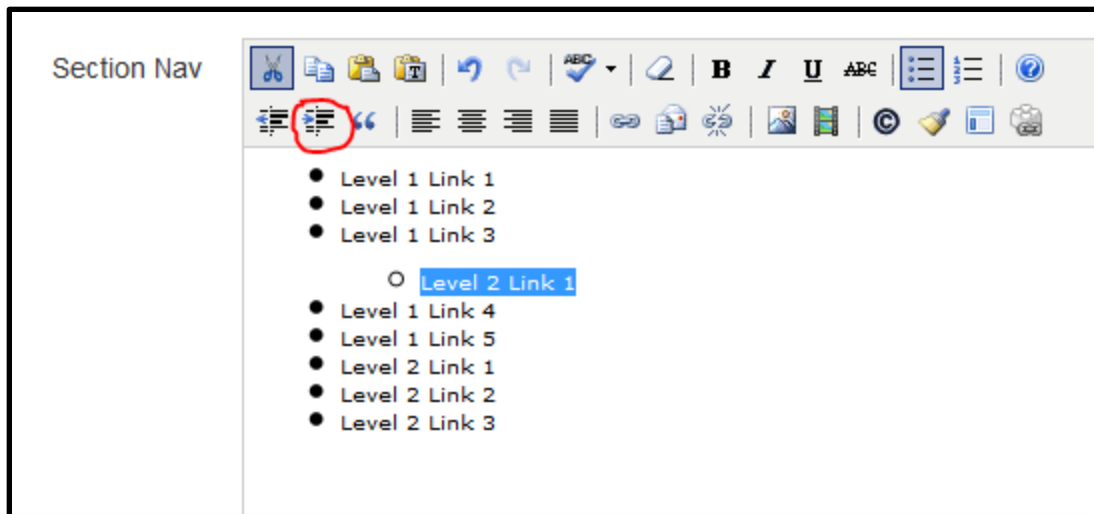 Section Nav
ABC B I U ABC
T
“ ©
Level 1 Link 1
Level 1 Link 2
Level 1 Link 3
Level 2 Link 1
Level 1 Link 4
Level 1 Link 5
Level 2 Link 1
Level 2 Link 2
Level 2 Link 3